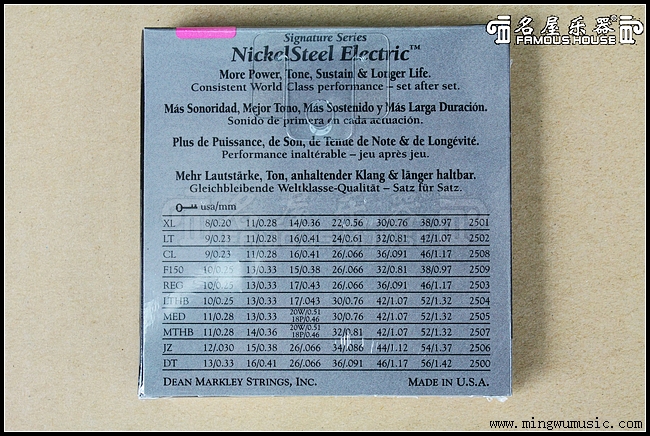 名屋乐器
FAMOUS HOUSE
Signature Series
NickelSteel Electric™
More Power, Tone, Sustain & Longer Life.
Consistent World Class performance – set after set.
Más Sonoridad, Mejor Tono, Más Sostenido y Más Larga Duración.
Sonido de primera en cada actuación.
Plus de Puissance, de Son, de Tenue de Note & de Longévité.
Performance inaltérable – jeu après jeu.
Mehr Lautstärke, Ton, anhaltender Klang & länger haltbar.
Gleichbleibende Weltklasse-Qualität – Satz für Satz.
usa/mm
XL 8/0.20 11/0.28 14/0.36 22/0.56 30/0.76 38/0.97 2501
LT 9/0.23 11/0.28 16/0.41 24/0.61 32/0.81 42/1.07 2502
CL 9/0.23 11/0.28 16/0.41 26/.066 36/.091 46/1.17 2508
F150 10/0.25 13/0.33 15/0.38 26/.066 32/0.81 38/0.97 2509
REG 10/0.25 13/0.33 17/0.43 26/.066 36/.091 46/1.17 2503
LTHB 10/0.25 13/0.33 17/.043 30/0.76 42/1.07 52/1.32 2504
MED 11/0.28 13/0.33 20W/0.51 18P/0.46 30/0.76 42/1.07 52/1.32 2505
MTHB 11/0.28 14/0.36 20W/0.51 18P/0.46 32/0.81 42/1.07 52/1.32 2507
JZ 12/.030 15/0.38 26/.066 34/.086 44/1.12 54/1.37 2506
DT 13/0.33 16/0.41 26/.066 36/.091 46/1.17 56/1.42 2500
DEAN MARKLEY STRINGS, INC. MADE IN U.S.A.
www.mingwumusic.com